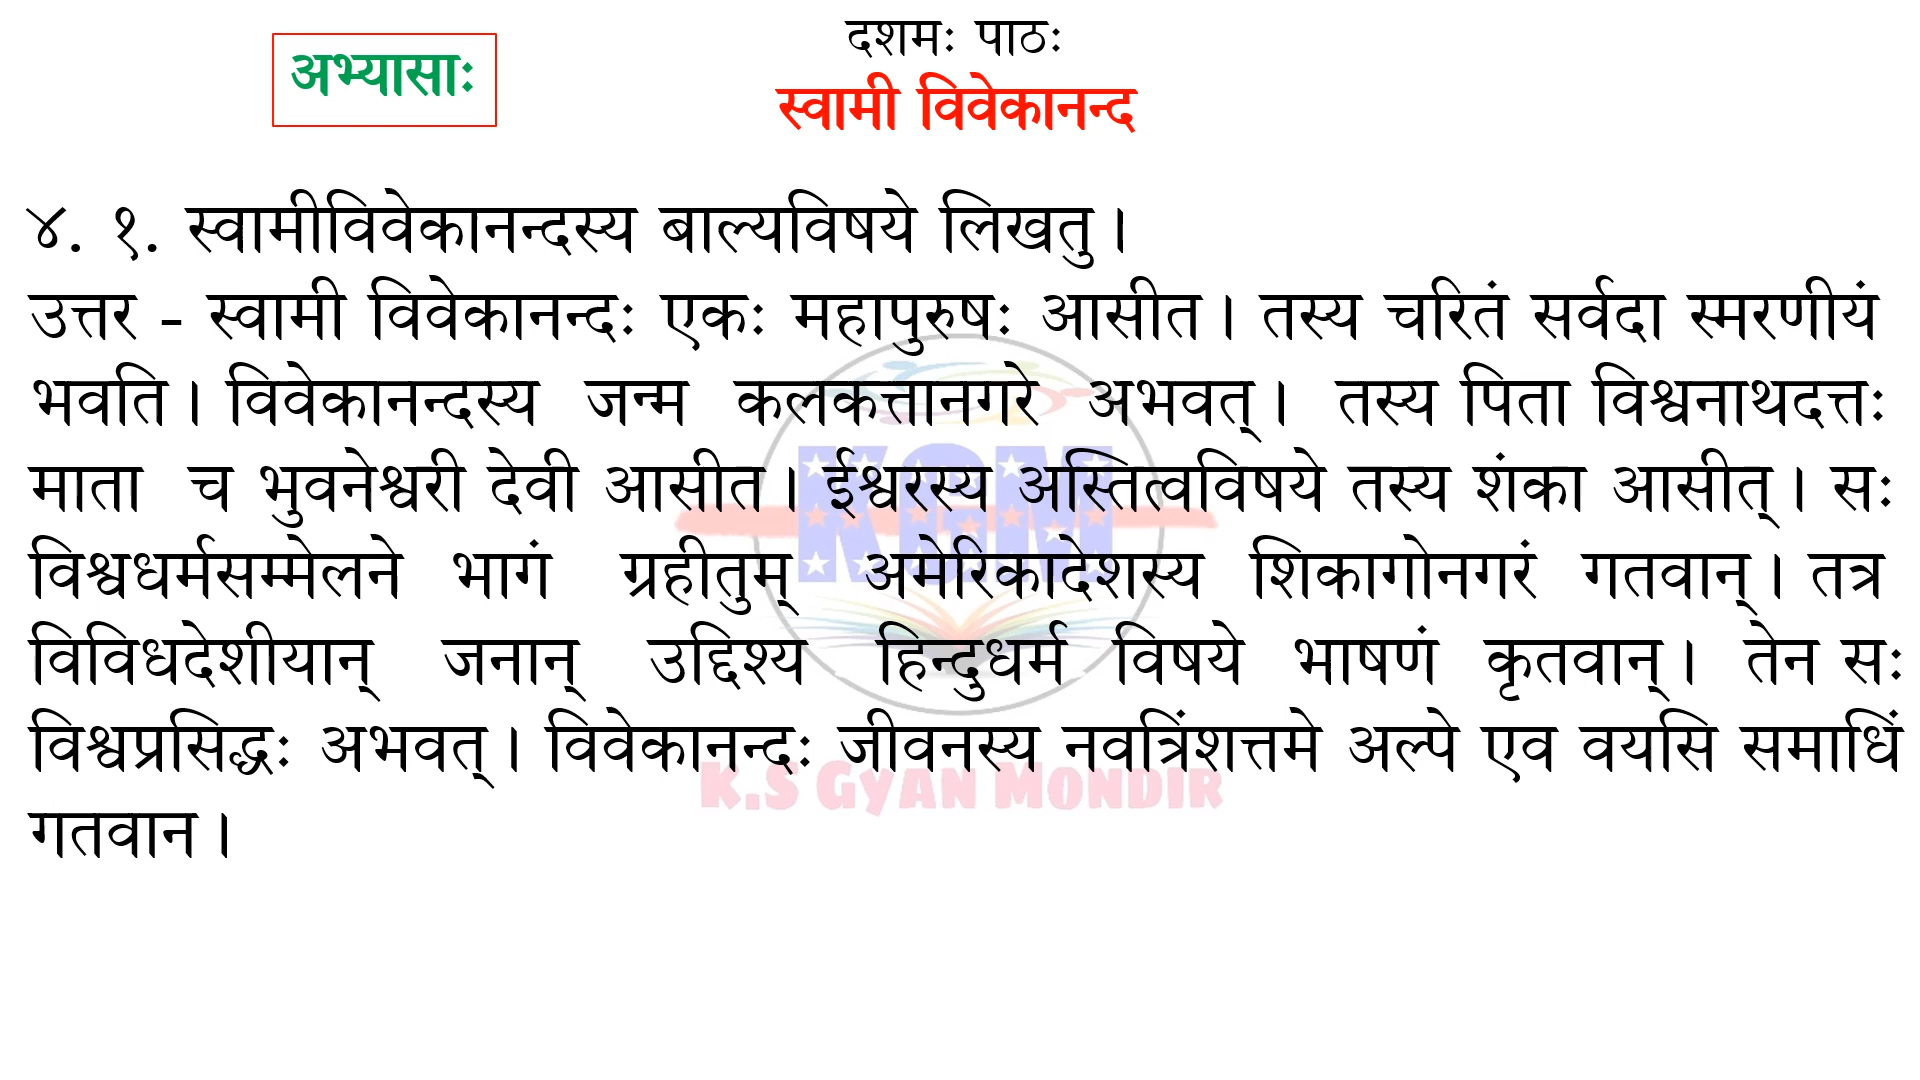 दशमः पाठः
अभ्यासाः
स्वामी विवेकानन्द
४. १. स्वामीविवेकानन्दस्य बाल्यविषये लिखतु।
उत्तर - स्वामी विवेकानन्दः एकः महापुरुषः आसीत। तस्य चरितं सर्वदा स्मरणीयं
भवति। विवेकानन्दस्य जन्म कलकत्तानगरे अभवत्। तस्य पिता विश्वनाथदत्तः
माता च भुवनेश्वरी देवी आसीत। ईश्वरस्य अस्तित्वविषये तस्य शंका आसीत्। सः
विश्वधर्मसम्मेलने भागं ग्रहीतुम् अमेरिकादेशस्य शिकागोनगरं गतवान्। तत्र
विविधदेशीयान् जनान् उद्दिश्य हिन्दुधर्म विषये भाषणं कृतवान्। तेन सः
विश्वप्रसिद्धः अभवत्। विवेकानन्दः जीवनस्य नवत्रिंशत्तमे अल्पे एव वयसि समाधिं
गतवान।
KGM
K.S GYAN MONDIR